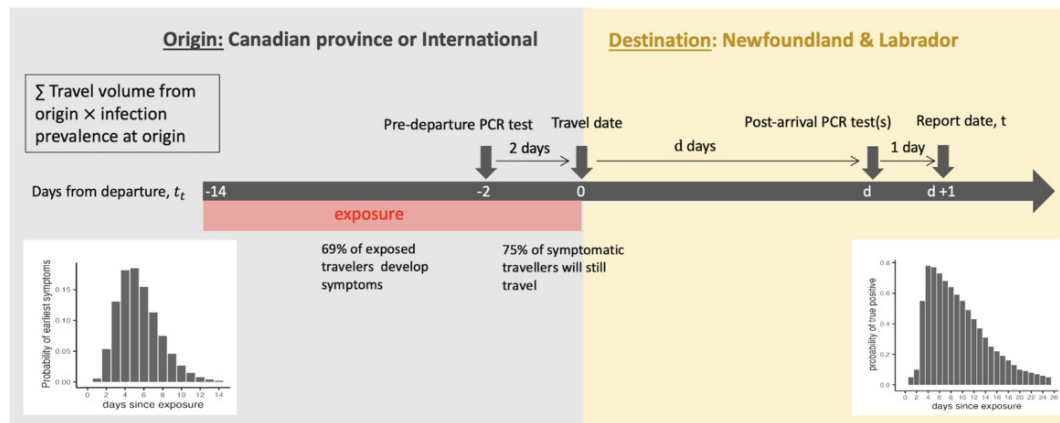 Origin: Canadian province or International
Destination: Newfoundland & Labrador
∑ Travel volume from
origin × infection
prevalence at origin
Pre-departure PCR test
Travel date
Post-arrival PCR test(s)
Report date, t
2 days
d days
1 day
Days from departure, tₜ
-14
-2
0
d
d +1
exposure
69% of exposed
travelers develop
symptoms
75% of symptomatic
travellers will still
travel
Probability of earliest symptoms
0.15
0.10
0.05
0.00
0 2 4 6 8 10 12 14
days since exposure
probability of true positive
0.8
0.6
0.4
0.2
0.0
0 2 4 6 8 10 12 14 16 18 20 22 24 26
days since exposure